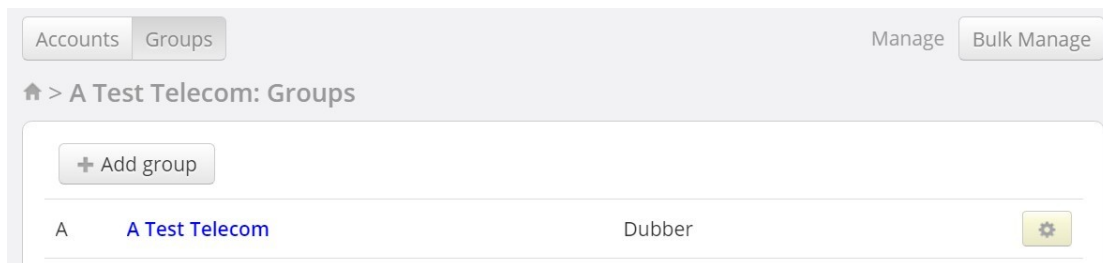 Accounts Groups Manage Bulk Manage
> A Test Telecom: Groups
+ Add group
A A Test Telecom Dubber